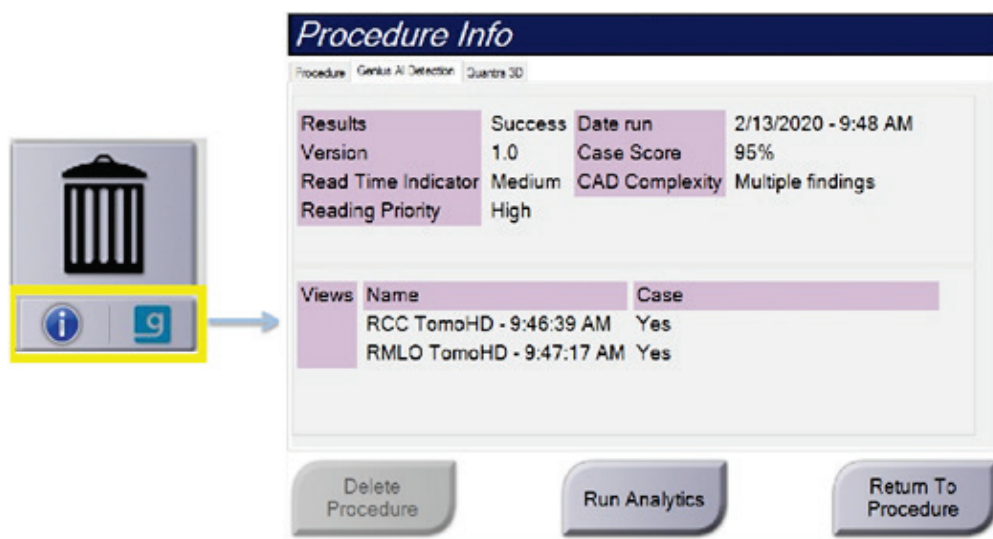 Procedure Info
Procedure Genius AI Detection Quantra 3D
Results Success Date run 2/13/2020 - 9:48 AM
Version 1.0 Case Score 95%
Read Time Indicator Medium CAD Complexity Multiple findings
Reading Priority High
Views Name Case
RCC TomoHD - 9:46:39 AM Yes
RMLO TomoHD - 9:47:17 AM Yes
i g
Delete Procedure Run Analytics Return To Procedure